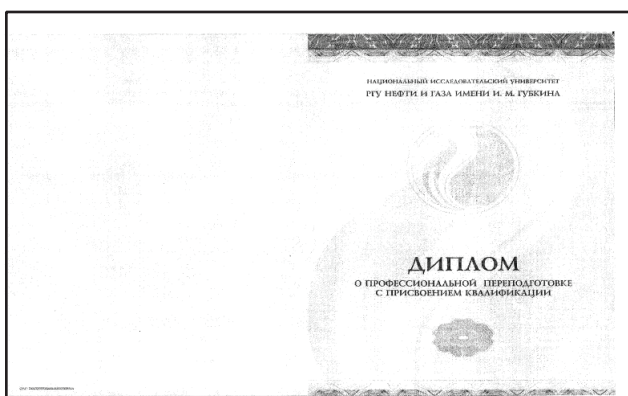 НАЦИОНАЛЬНЫЙ ИССЛЕДОВАТЕЛЬСКИЙ УНИВЕРСИТЕТ
РГУ НЕФТИ И ГАЗА ИМЕНИ И. М. ГУБКИНА
ДИПЛОМ
О ПРОФЕССИОНАЛЬНОЙ ПЕРЕПОДГОТОВКЕ
С ПРИСВОЕНИЕМ КВАЛИФИКАЦИИ